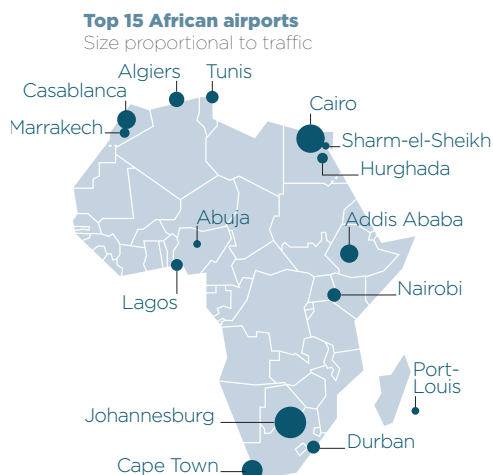 Top 15 African airports
Size proportional to traffic
Algiers
Tunis
Casablanca
Cairo
Marrakech
Sharm-el-Sheikh
Hurghada
Abuja
Addis Ababa
Nairobi
Lagos
Port-
Louis
Johannesburg
Durban
Cape Town